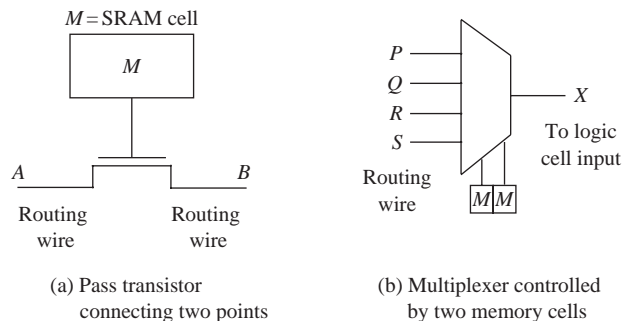 M = SRAM cell
M
A
B
Routing
wire
Routing
wire
(a) Pass transistor
connecting two points
P
Q
R
S
X
To logic
cell input
Routing
wire
M M
(b) Multiplexer controlled
by two memory cells